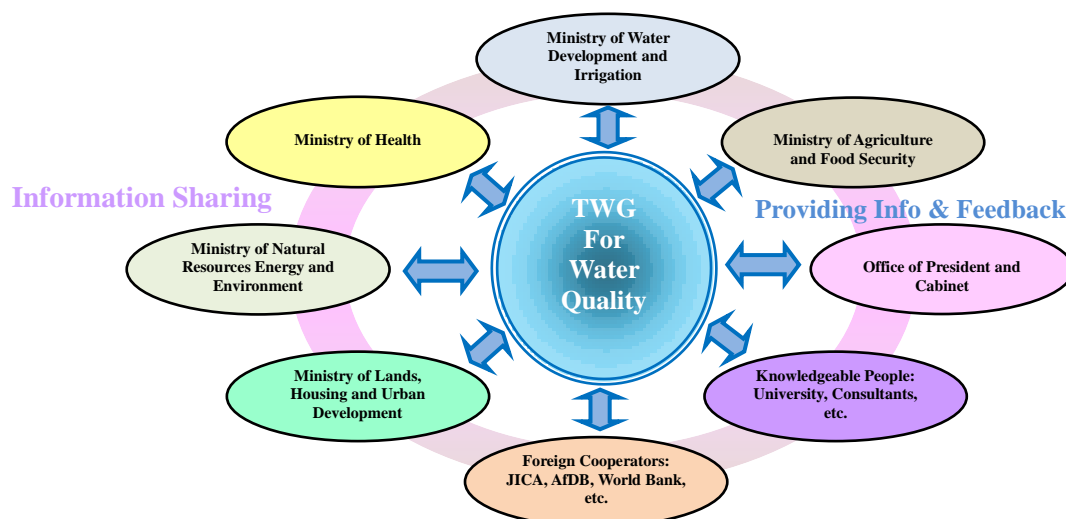 Ministry of Water
Development and
Irrigation
Ministry of Health
Ministry of Agriculture
and Food Security
Information Sharing
TWG
For
Water
Quality
Providing Info & Feedback
Ministry of Natural
Resources Energy and
Environment
Office of President and
Cabinet
Ministry of Lands,
Housing and Urban
Development
Knowledgeable People:
University, Consultants,
etc.
Foreign Cooperators:
JICA, AfDB, World Bank,
etc.